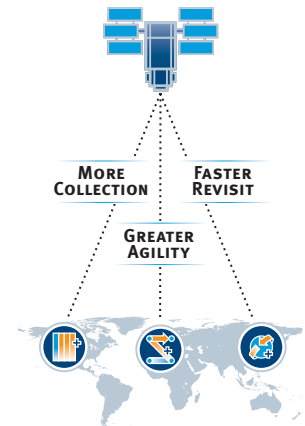 MORE
COLLECTION
FASTER
REVISIT
GREATER
AGILITY